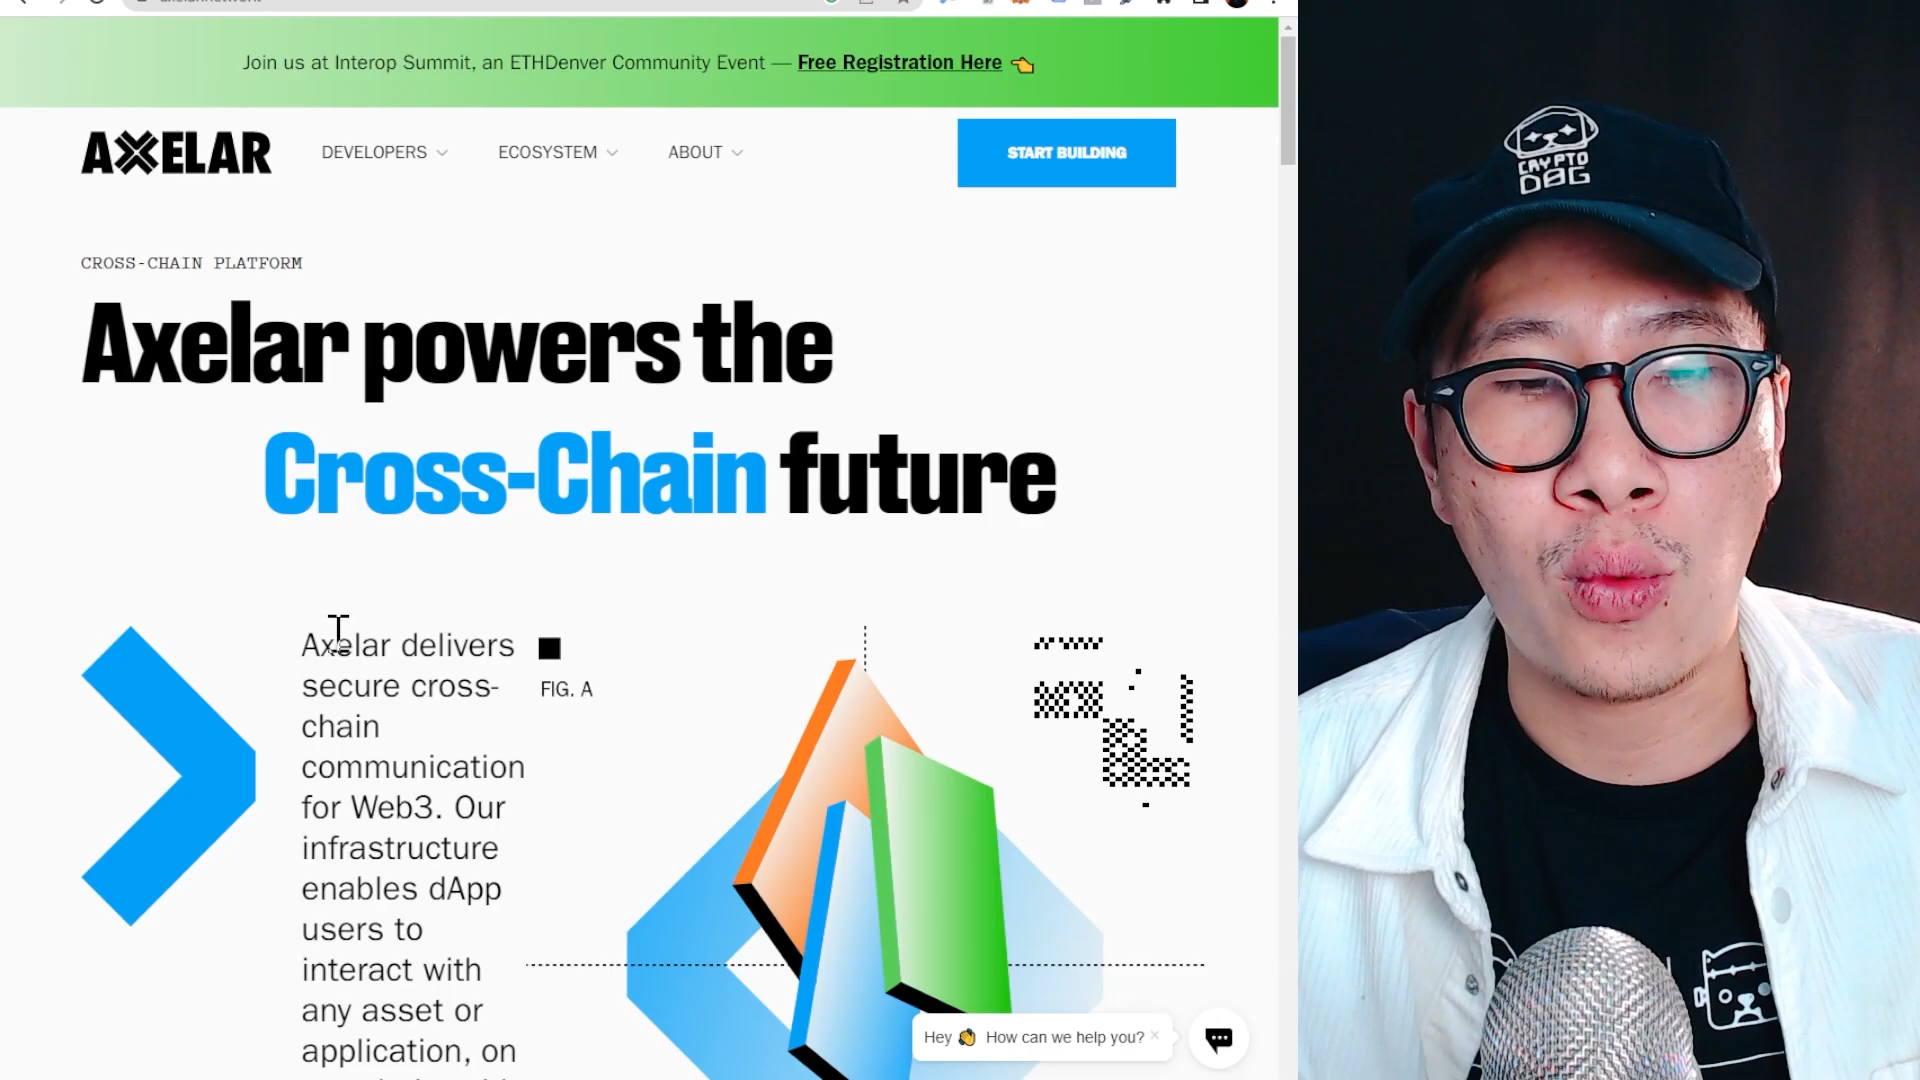 Join us at Interop Summit, an ETHDenver Community Event — Free Registration Here
AXELAR
DEVELOPERS
ECOSYSTEM
ABOUT
START BUILDING
CROSS-CHAIN PLATFORM
Axelar powers the
Cross-Chain future
Axelar delivers
secure cross-
chain
communication
for Web3. Our
infrastructure
enables dApp
users to
interact with
any asset or
application, on
FIG. A
Hey 👋 How can we help you?
CRYPTO
DOG